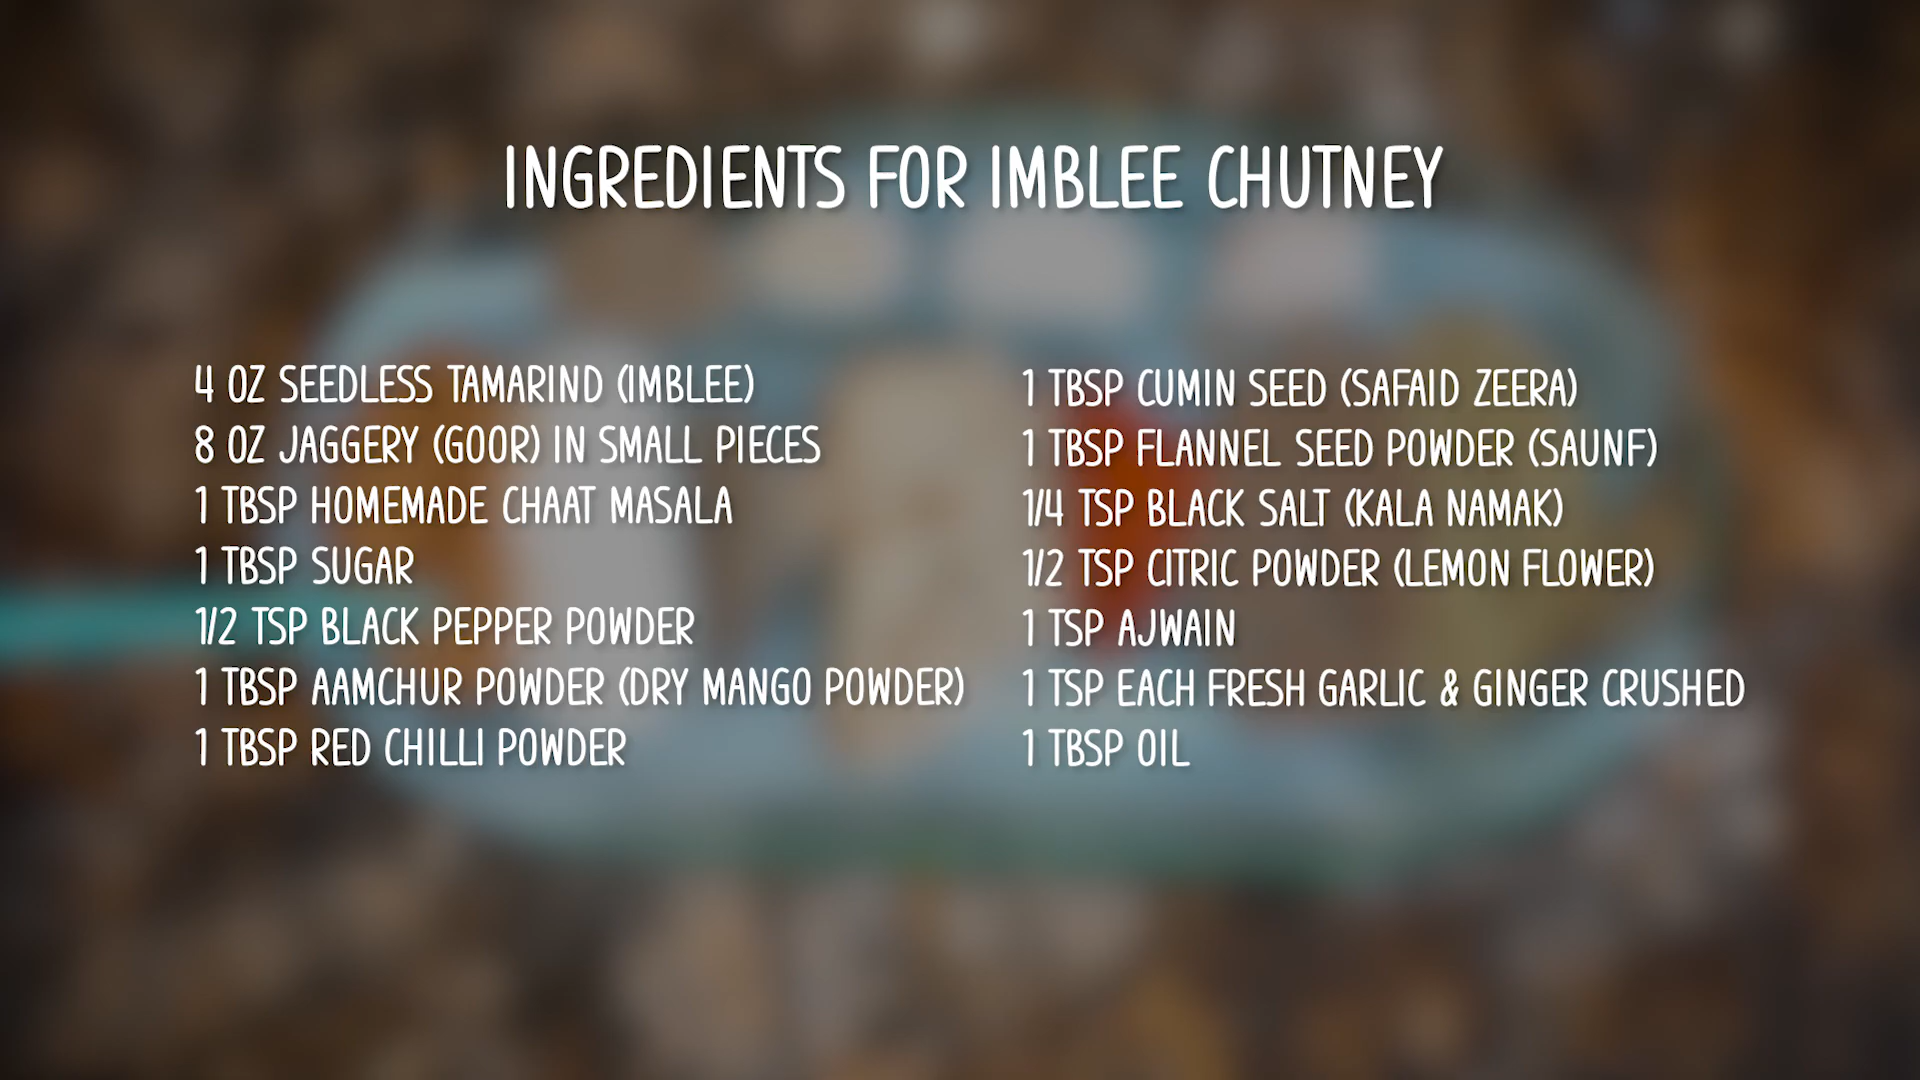 INGREDIENTS FOR IMBLEE CHUTNEY
4 OZ SEEDLESS TAMARIND (IMBLEE)
8 OZ JAGGERY (GOOR) IN SMALL PIECES
1 TBSP HOMEMADE CHAAT MASALA
1 TBSP SUGAR
1/2 TSP BLACK PEPPER POWDER
1 TBSP AAMCHUR POWDER (DRY MANGO POWDER)
1 TBSP RED CHILLI POWDER
1 TBSP CUMIN SEED (SAFAID ZEERA)
1 TBSP FLANNEL SEED POWDER (SAUNF)
1/4 TSP BLACK SALT (KALA NAMAK)
1/2 TSP CITRIC POWDER (LEMON FLOWER)
1 TSP AJWAIN
1 TSP EACH FRESH GARLIC & GINGER CRUSHED
1 TBSP OIL